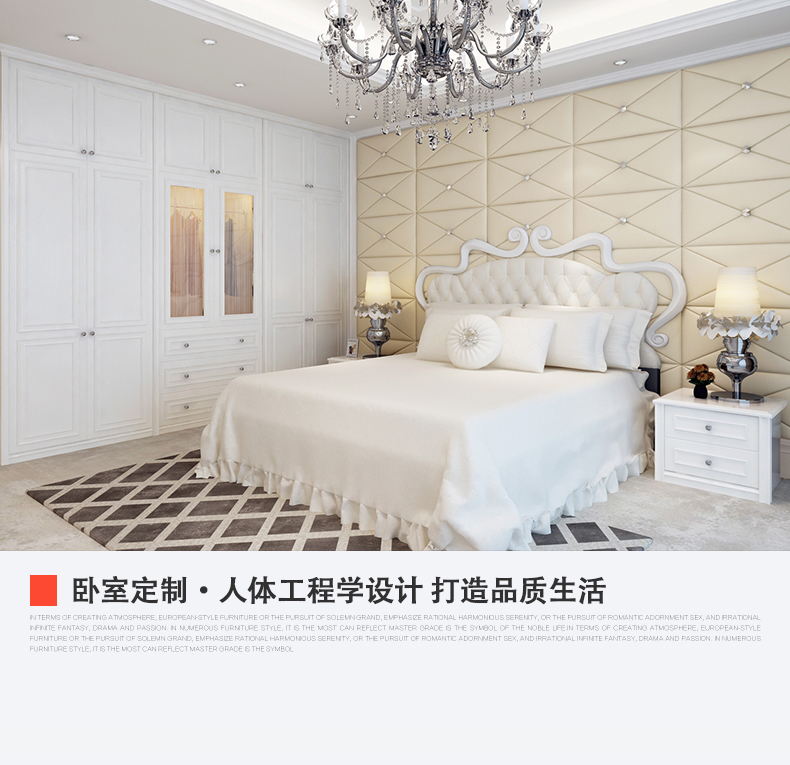 卧室定制·人体工程学设计 打造品质生活
IN TERMS OF CREATING ATMOSPHERE, EUROPEAN-STYLE FURNITURE OR THE PURSUIT OF SOLEMN GRAND, EMPHASIZE RATIONAL HARMONIOUS SERENITY, OR THE PURSUIT OF ROMANTIC ADORNMENT SEX, AND IRRATIONAL
INFINITE FANTASY, DRAMA AND PASSION. IN NUMEROUS FURNITURE STYLE, IT IS THE MOST CAN REFLECT MASTER GRADE IS THE SYMBOL OF THE NOBLE LIFE.IN TERMS OF CREATING ATMOSPHERE, EUROPEAN-STYLE
FURNITURE OR THE PURSUIT OF SOLEMN GRAND, EMPHASIZE RATIONAL HARMONIOUS SERENITY, OR THE PURSUIT OF ROMANTIC ADORNMENT SEX, AND IRRATIONAL INFINITE FANTASY, DRAMA AND PASSION. IN NUMEROUS
FURNITURE STYLE, IT IS THE MOST CAN REFLECT MASTER GRADE IS THE SYMBOL